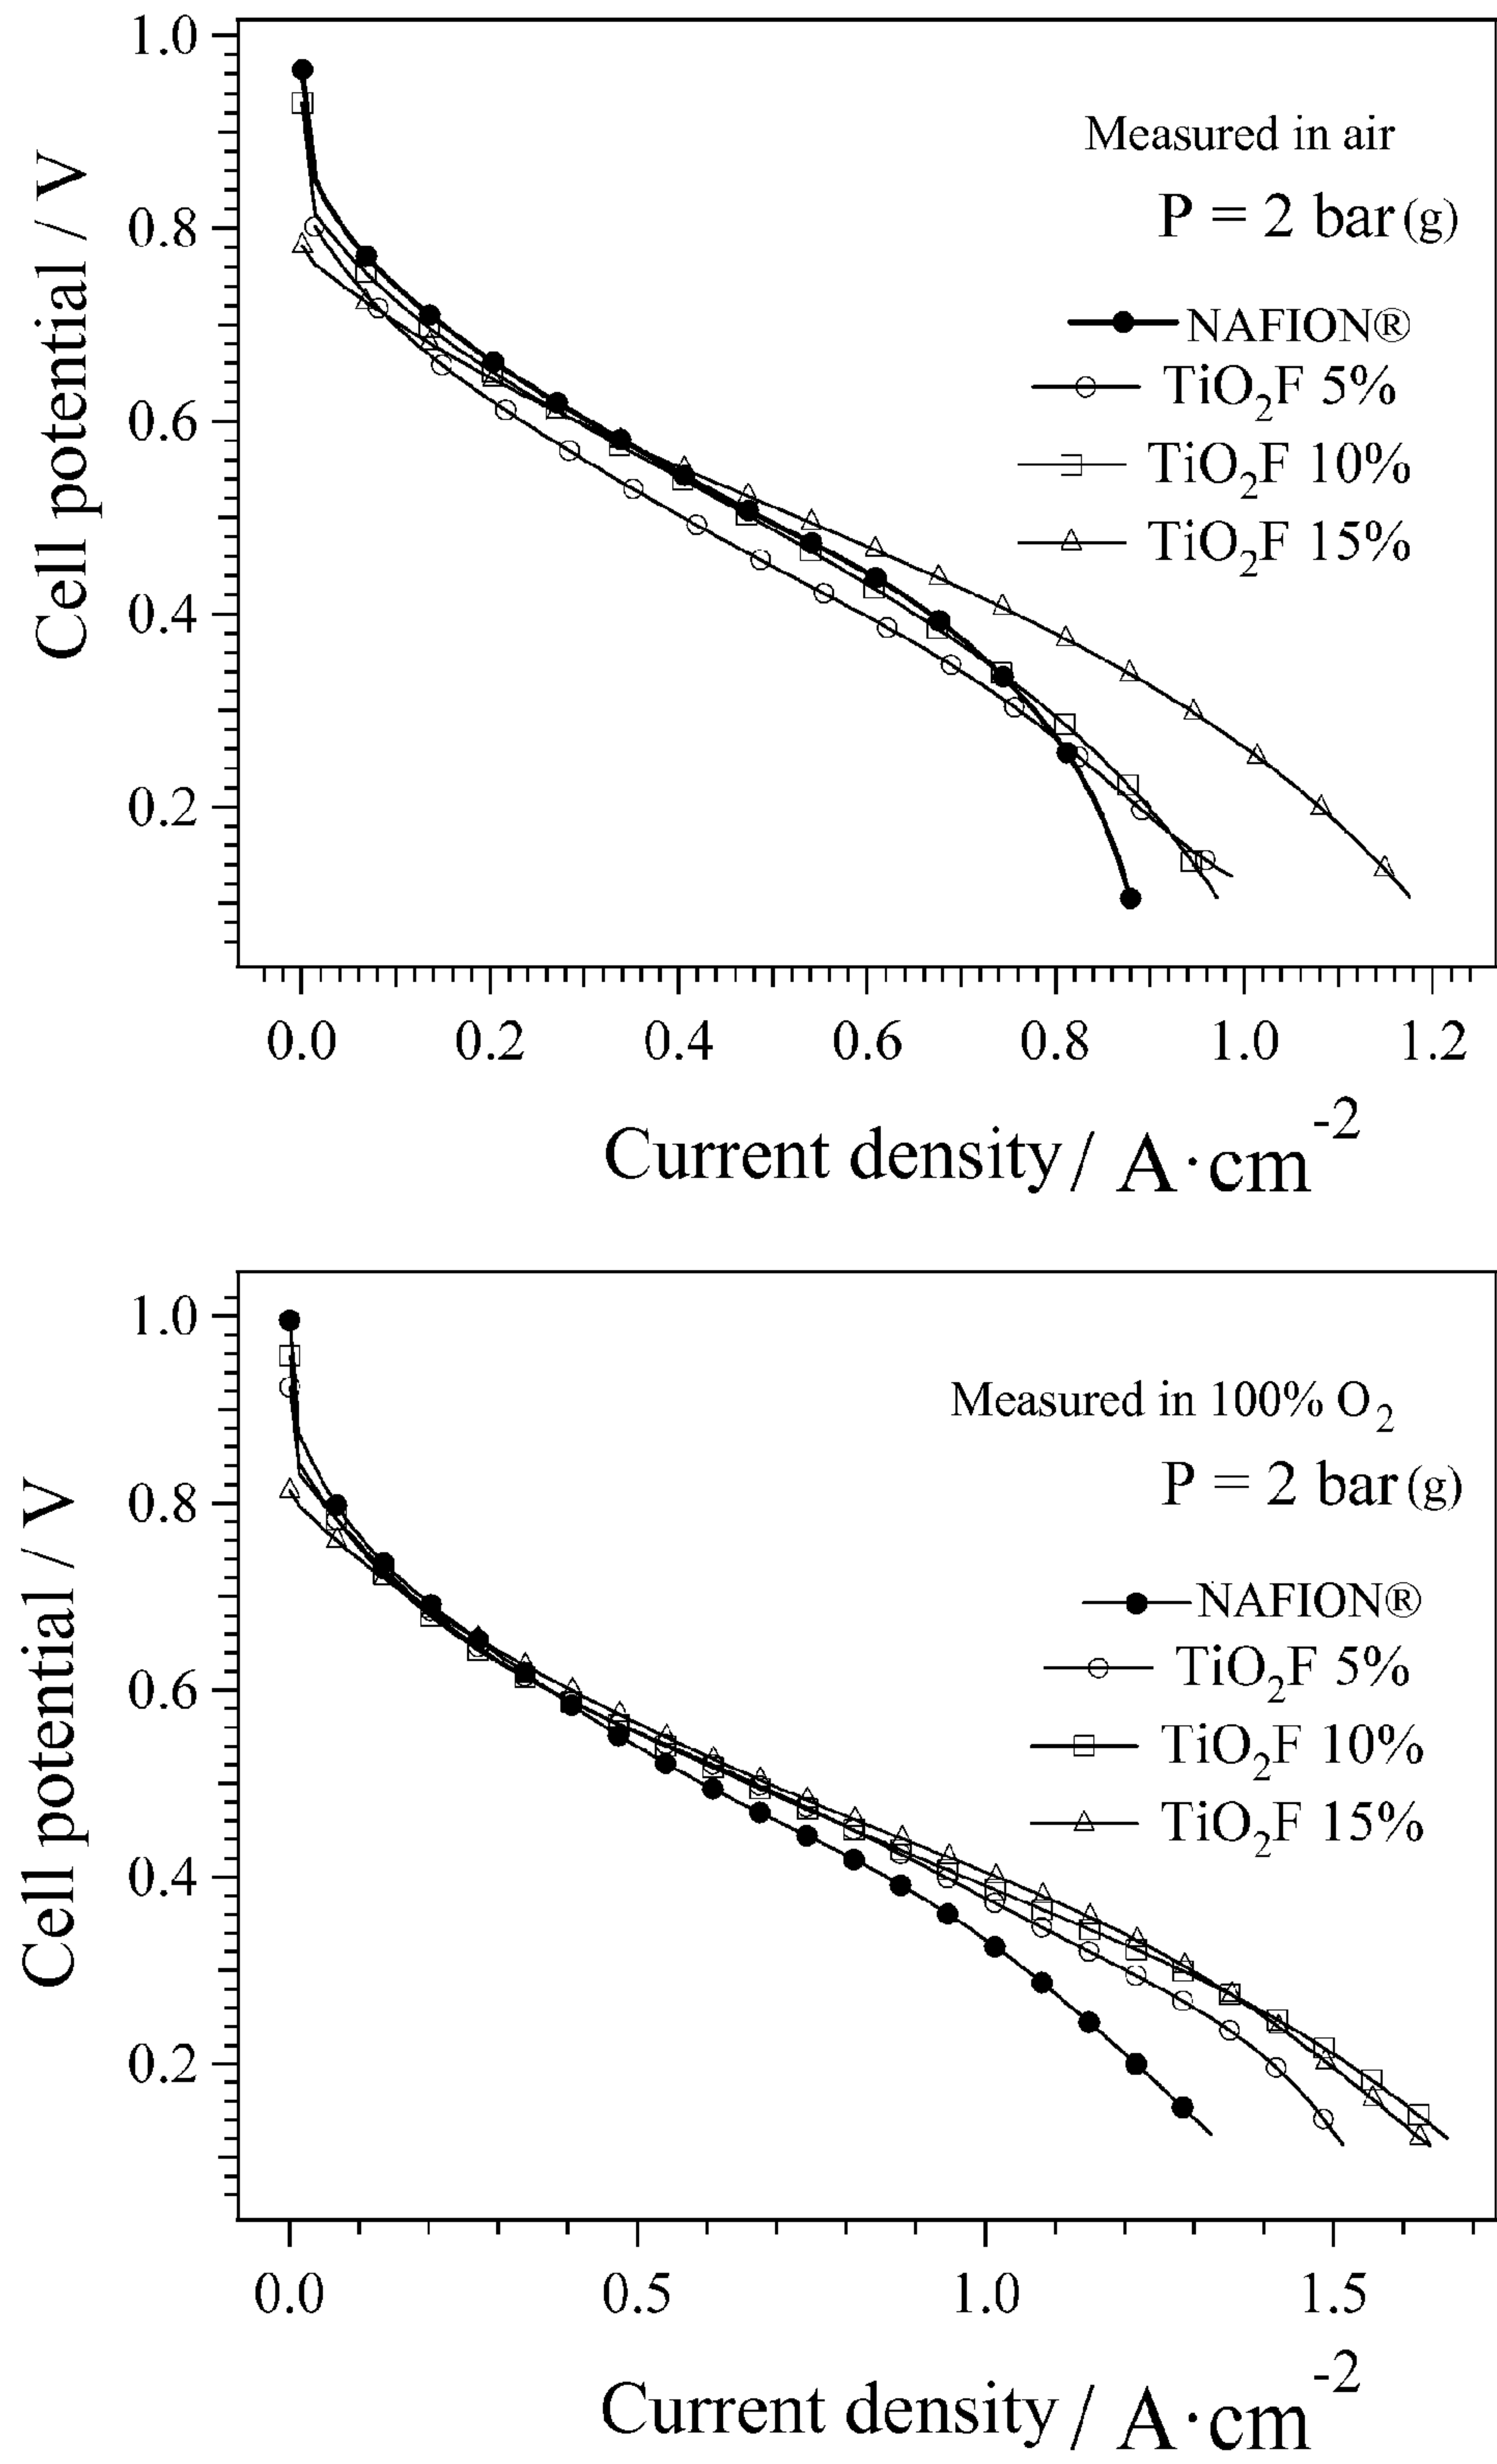 1.0
0.8
0.6
0.4
0.2
Cell potential / V
Measured in air
P = 2 bar (g)
NAFION®
TiO₂F 5%
TiO₂F 10%
TiO₂F 15%
0.0 0.2 0.4 0.6 0.8 1.0 1.2
Current density / A·cm⁻²
1.0
0.8
0.6
0.4
0.2
Cell potential / V
Measured in 100% O₂
P = 2 bar (g)
NAFION®
TiO₂F 5%
TiO₂F 10%
TiO₂F 15%
0.0 0.5 1.0 1.5
Current density / A·cm⁻²